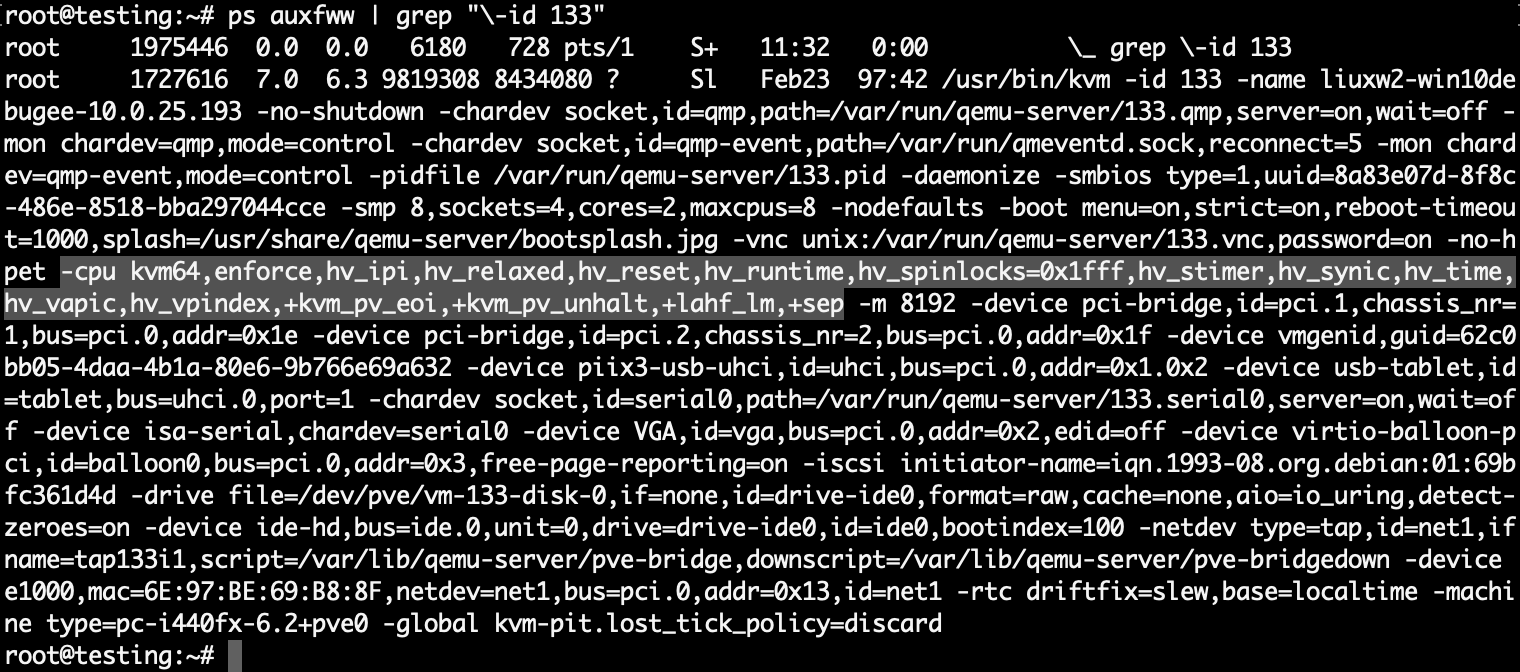 root@testing:~# ps auxfww | grep "\-id 133"
root     1975446  0.0  0.0   6180   728 pts/1    S+   11:32   0:00          \_ grep \-id 133
root     1727616  7.0  6.3 9819308 8434080 ?     Sl   Feb23  97:42 /usr/bin/kvm -id 133 -name liuxw2-win10de
bugee-10.0.25.193 -no-shutdown -chardev socket,id=qmp,path=/var/run/qemu-server/133.qmp,server=on,wait=off -
mon chardev=qmp,mode=control -chardev socket,id=qmp-event,path=/var/run/qmeventd.sock,reconnect=5 -mon chard
ev=qmp-event,mode=control -pidfile /var/run/qemu-server/133.pid -daemonize -smbios type=1,uuid=8a83e07d-8f8c
-486e-8518-bba297044cce -smp 8,sockets=4,cores=2,maxcpus=8 -nodefaults -boot menu=on,strict=on,reboot-timeou
t=1000,splash=/usr/share/qemu-server/bootsplash.jpg -vnc unix:/var/run/qemu-server/133.vnc,password=on -no-h
pet -cpu kvm64,enforce,hv_ipi,hv_relaxed,hv_reset,hv_runtime,hv_spinlocks=0x1fff,hv_stimer,hv_synic,hv_time,
hv_vapic,hv_vpindex,+kvm_pv_eoi,+kvm_pv_unhalt,+lahf_lm,+sep -m 8192 -device pci-bridge,id=pci.1,chassis_nr=
1,bus=pci.0,addr=0x1e -device pci-bridge,id=pci.2,chassis_nr=2,bus=pci.0,addr=0x1f -device vmgenid,guid=62c0
bb05-4daa-4b1a-80e6-9b766e69a632 -device piix3-usb-uhci,id=uhci,bus=pci.0,addr=0x1.0x2 -device usb-tablet,id
=tablet,bus=uhci.0,port=1 -chardev socket,id=serial0,path=/var/run/qemu-server/133.serial0,server=on,wait=of
f -device isa-serial,chardev=serial0 -device VGA,id=vga,bus=pci.0,addr=0x2,edid=off -device virtio-balloon-p
ci,id=balloon0,bus=pci.0,addr=0x3,free-page-reporting=on -iscsi initiator-name=iqn.1993-08.org.debian:01:69b
fc361d4d -drive file=/dev/pve/vm-133-disk-0,if=none,id=drive-ide0,format=raw,cache=none,aio=io_uring,detect-
zeroes=on -device ide-hd,bus=ide.0,unit=0,drive=drive-ide0,id=ide0,bootindex=100 -netdev type=tap,id=net1,if
name=tap133i1,script=/var/lib/qemu-server/pve-bridge,downscript=/var/lib/qemu-server/pve-bridgedown -device
e1000,mac=6E:97:BE:69:B8:8F,netdev=net1,bus=pci.0,addr=0x13,id=net1 -rtc driftfix=slew,base=localtime -machi
ne type=pc-i440fx-6.2+pve0 -global kvm-pit.lost_tick_policy=discard
root@testing:~#